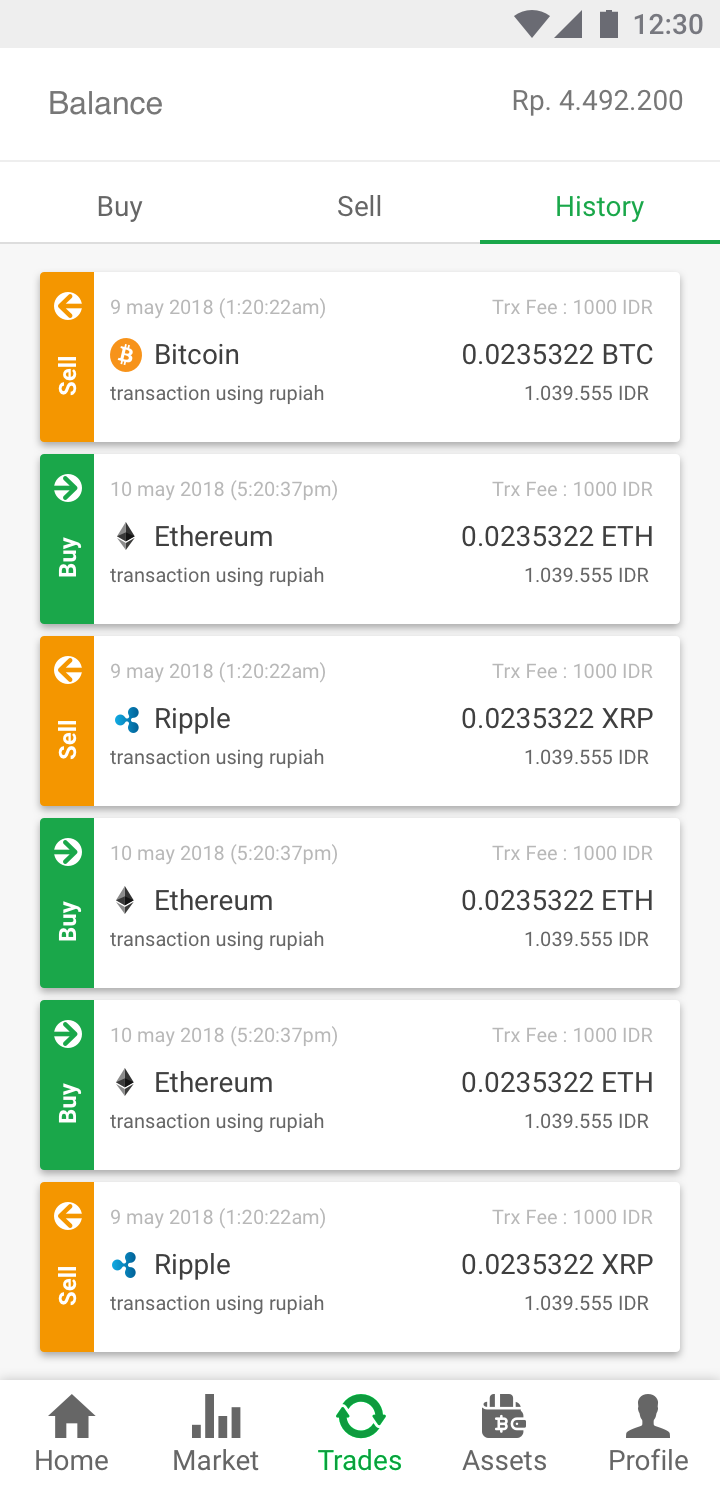 12:30
Balance Rp. 4.492.200
Buy Sell History
9 may 2018 (1:20:22am) Trx Fee : 1000 IDR
Sell Bitcoin 0.0235322 BTC
transaction using rupiah 1.039.555 IDR
10 may 2018 (5:20:37pm) Trx Fee : 1000 IDR
Buy Ethereum 0.0235322 ETH
transaction using rupiah 1.039.555 IDR
9 may 2018 (1:20:22am) Trx Fee : 1000 IDR
Sell Ripple 0.0235322 XRP
transaction using rupiah 1.039.555 IDR
10 may 2018 (5:20:37pm) Trx Fee : 1000 IDR
Buy Ethereum 0.0235322 ETH
transaction using rupiah 1.039.555 IDR
10 may 2018 (5:20:37pm) Trx Fee : 1000 IDR
Buy Ethereum 0.0235322 ETH
transaction using rupiah 1.039.555 IDR
9 may 2018 (1:20:22am) Trx Fee : 1000 IDR
Sell Ripple 0.0235322 XRP
transaction using rupiah 1.039.555 IDR
Home Market Trades Assets Profile